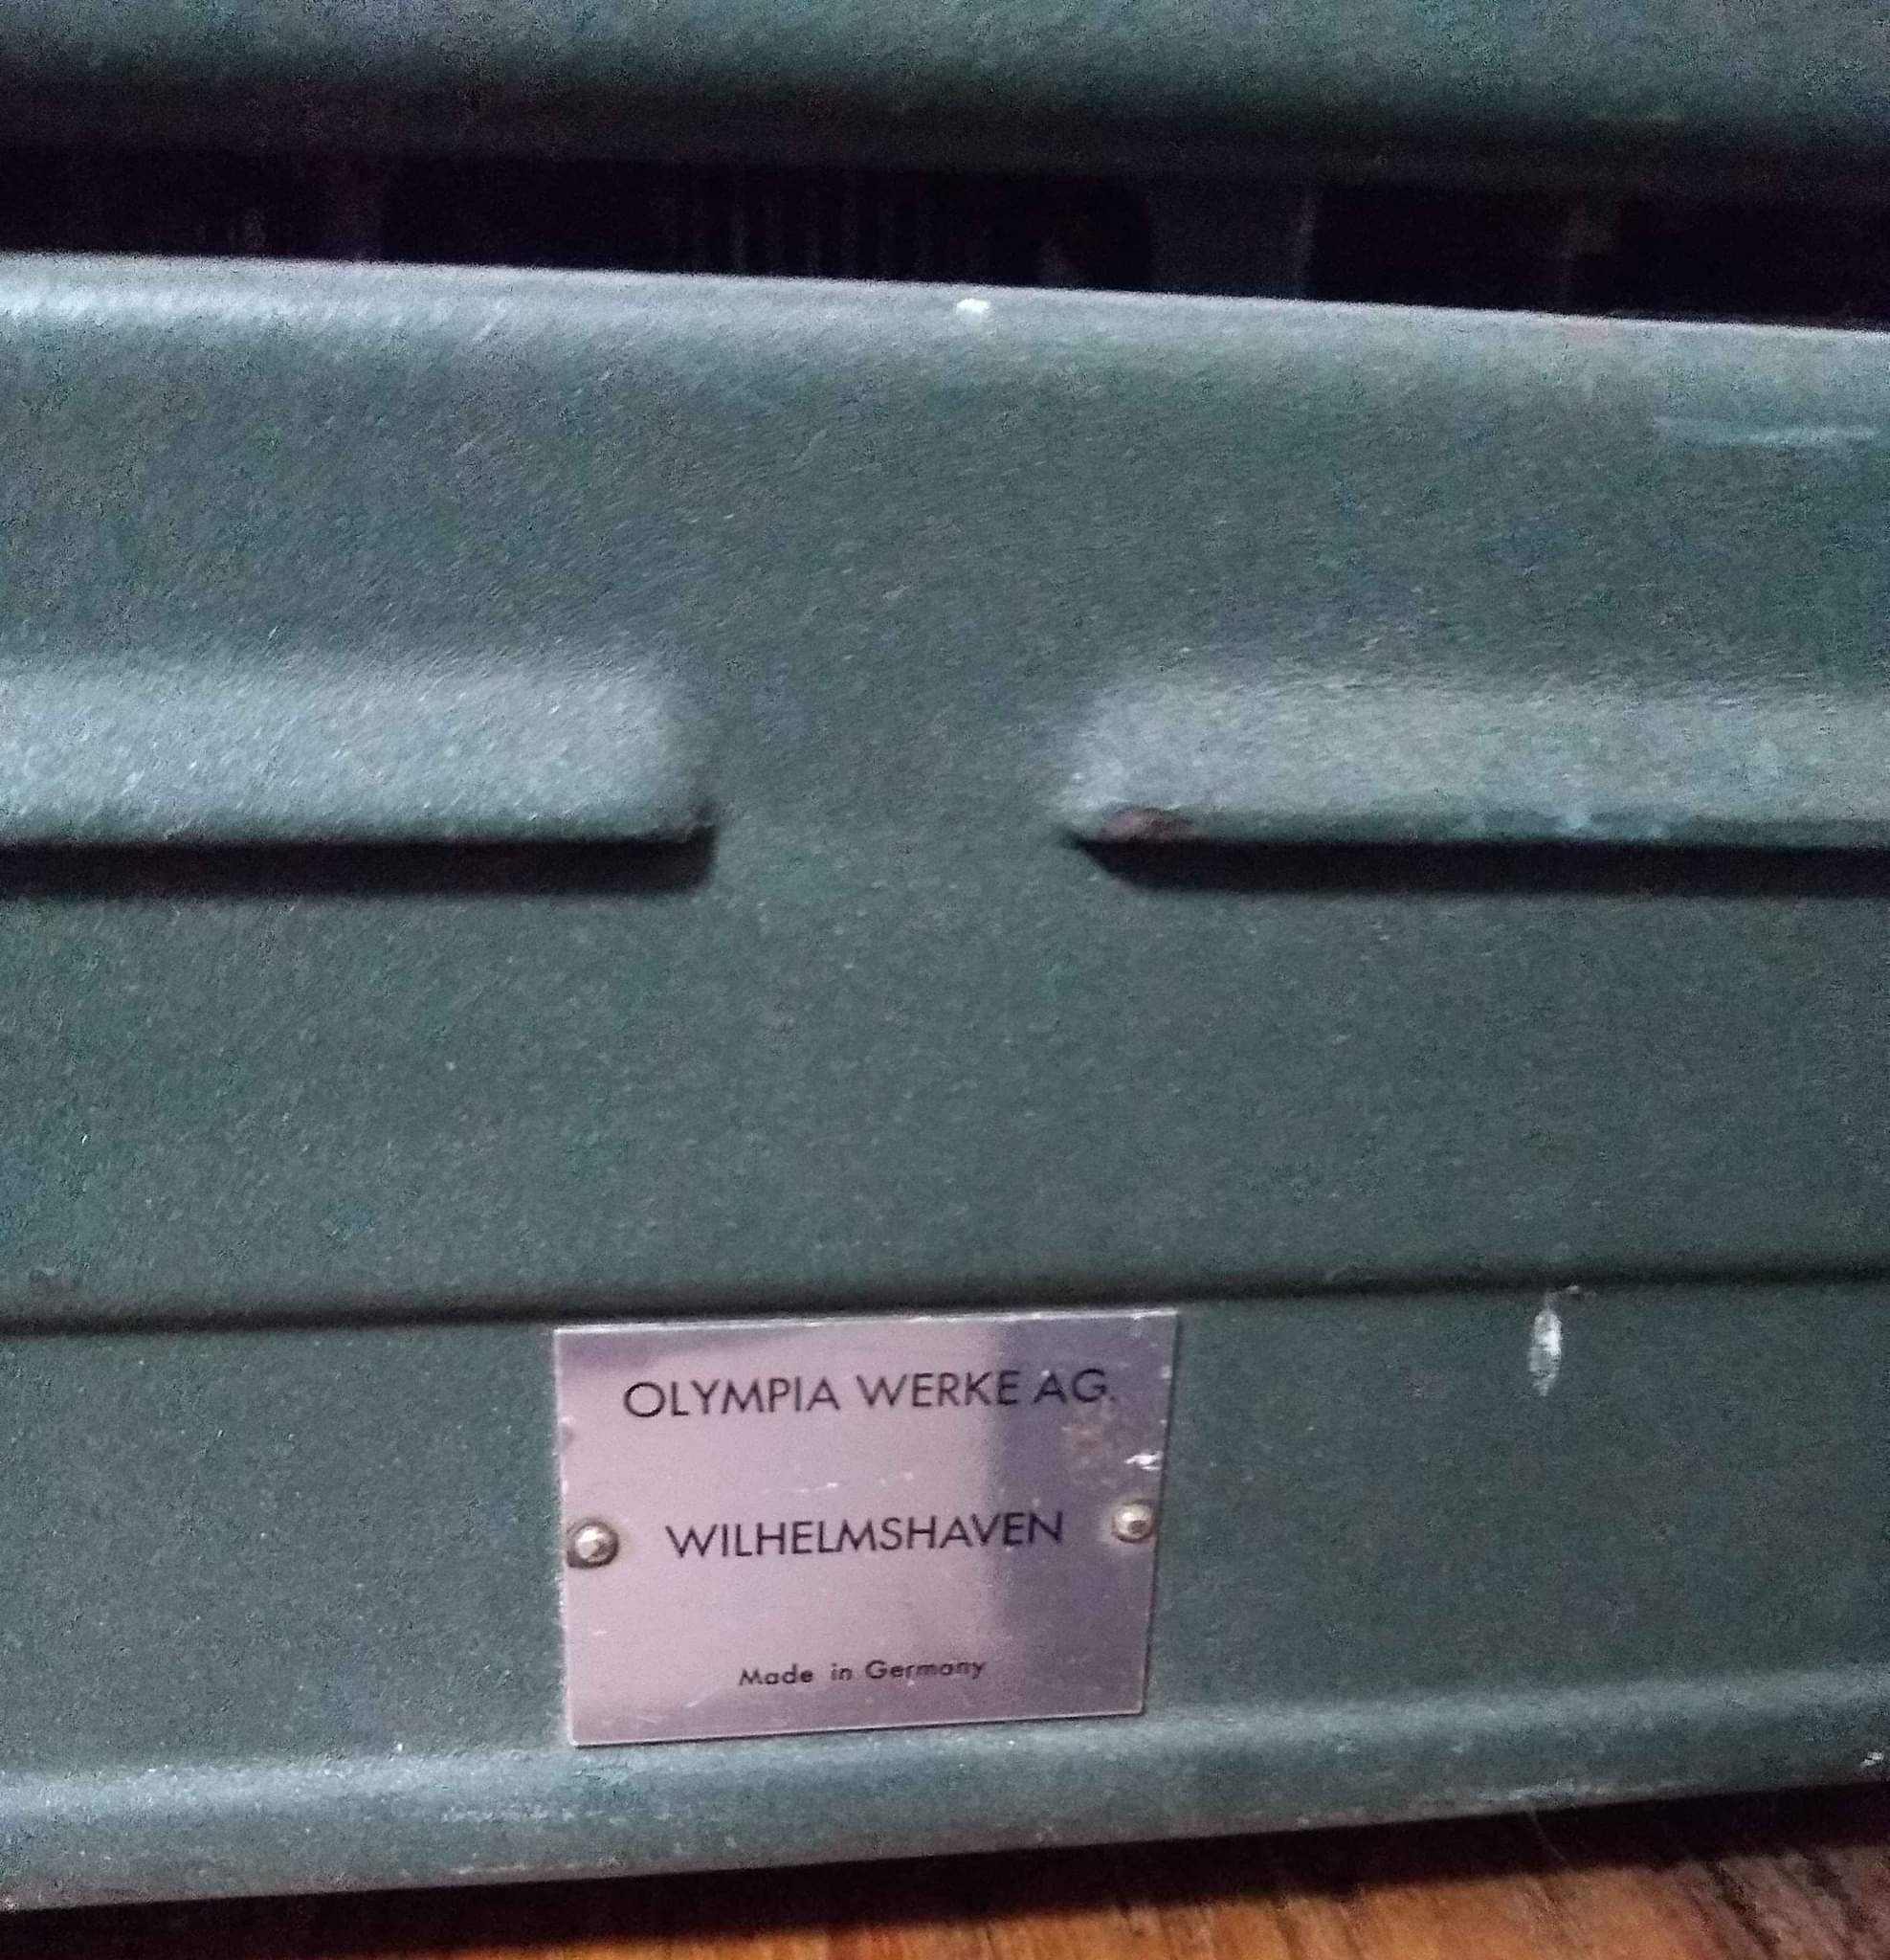 OLYMPIA WERKE AG.
WILHELMSHAVEN
Made in Germany